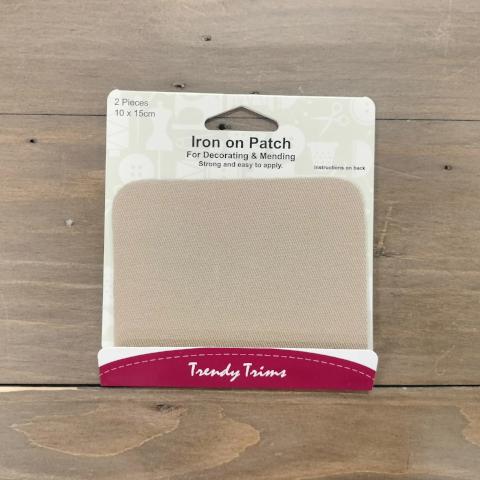 2 Pieces
10 x 15cm
Iron on Patch
For Decorating & Mending
Strong and easy to apply.
Instructions on back
Trendy Trims